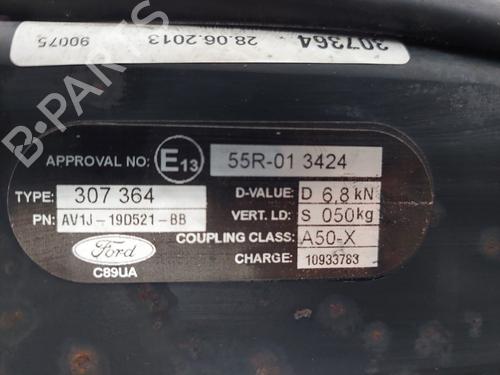 307364
28.06.2013
90075
B-PARTS
APPROVAL NO: E13 55R-01 3424
TYPE: 307 364
D-VALUE: D 6,8 kN
PN: AV1J-19D521-BB
VERT. LD: S 050kg
Ford
COUPLING CLASS: A50-X
C89UA
CHARGE: 10933783